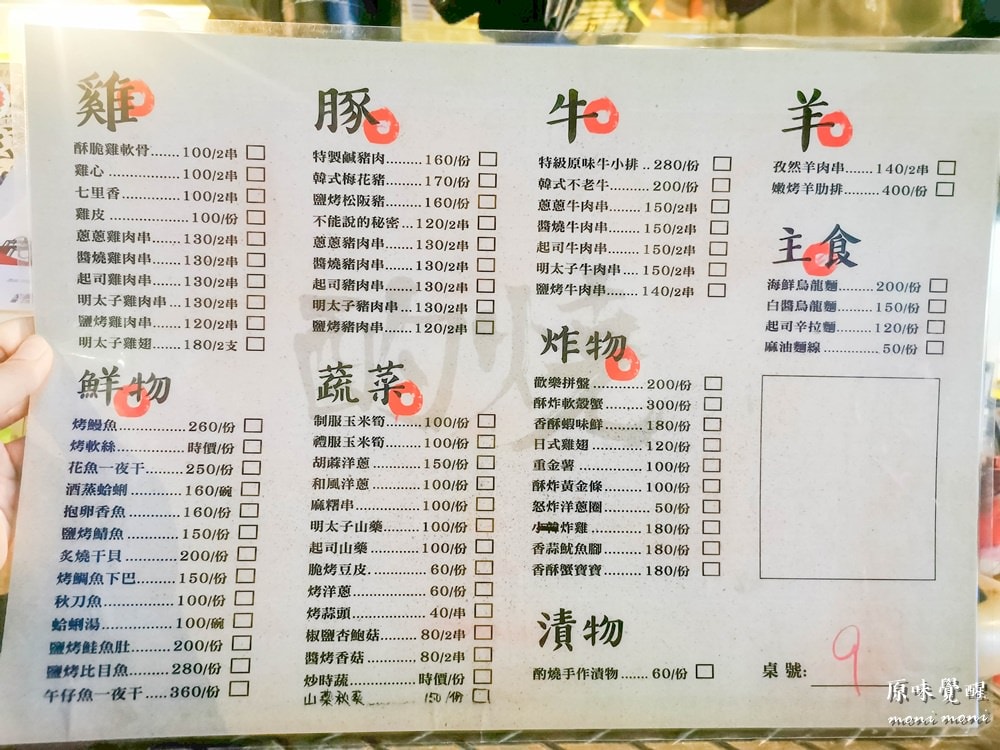 雞
酥脆雞軟骨.......100/2串
雞心..............100/2串
七里香............100/2串
雞皮..............100/份
蔥蔥雞肉串........130/2串
醬燒雞肉串........130/2串
起司雞肉串........130/2串
明太子雞肉串...130/2串
鹽烤雞肉串........120/2串
明太子雞翅........180/2支
鮮物
烤鰻魚............260/份
烤軟絲............時價/份
花魚一夜干.......250/份
酒蒸蛤蜊..........160/碗
抱卵香魚..........160/份
鹽烤鯖魚..........150/份
炙燒干貝..........200/份
烤鯛魚下巴.........150/份
秋刀魚............100/份
蛤蜊湯............100/碗
鹽烤鮭魚肚.......200/份
鹽烤比目魚.......280/份
午仔魚一夜干....360/份
豚
特製鹹豬肉.........160/份
韓式梅花豬.........170/份
鹽烤松阪豬.........160/份
不能說的秘密...120/2串
蔥蔥豬肉串........130/2串
醬燒豬肉串........130/2串
起司豬肉串........130/2串
明太子豬肉串...130/2串
鹽烤豬肉串........120/2串
蔬菜
制服玉米筍.........100/份
禮服玉米筍.........100/份
胡蔴洋蔥..........150/份
和風洋蔥..........100/份
麻糬串............100/份
明太子山藥.........100/份
起司山藥..........100/份
脆烤豆皮..........60/份
烤洋蔥............60/份
烤蒜頭............40/串
椒鹽杏鮑菇.......80/2串
醬烤香菇..........80/2串
炒時蔬............時價/份
山藥秋葵..........150/份
牛
特級原味牛小排..280/份
韓式不老牛.........200/份
蔥蔥牛肉串.......150/2串
醬燒牛肉串.......150/2串
起司牛肉串.......150/2串
明太子牛肉串....150/2串
鹽烤牛肉串.......140/2串
炸物
歡樂拼盤..........200/份
酥炸軟殼蟹.........300/份
香酥蝦味鮮.........180/份
日式雞翅..........120/份
重金薯............100/份
酥炸黃金條.........100/份
怒炸洋蔥圈.........50/份
炸雞..............180/份
香蒜魷魚腳.........180/份
香酥蟹寶寶.........180/份
漬物
酌燒手作漬物.......60/份
羊
孜然羊肉串......140/2串
嫩烤羊肋排.......400/份
主食
海鮮烏龍麵.......200/份
白醬烏龍麵.......150/份
起司辛拉麵.......120/份
麻油麵線..........50/份
桌號: 9
原味覺醒
moni moni